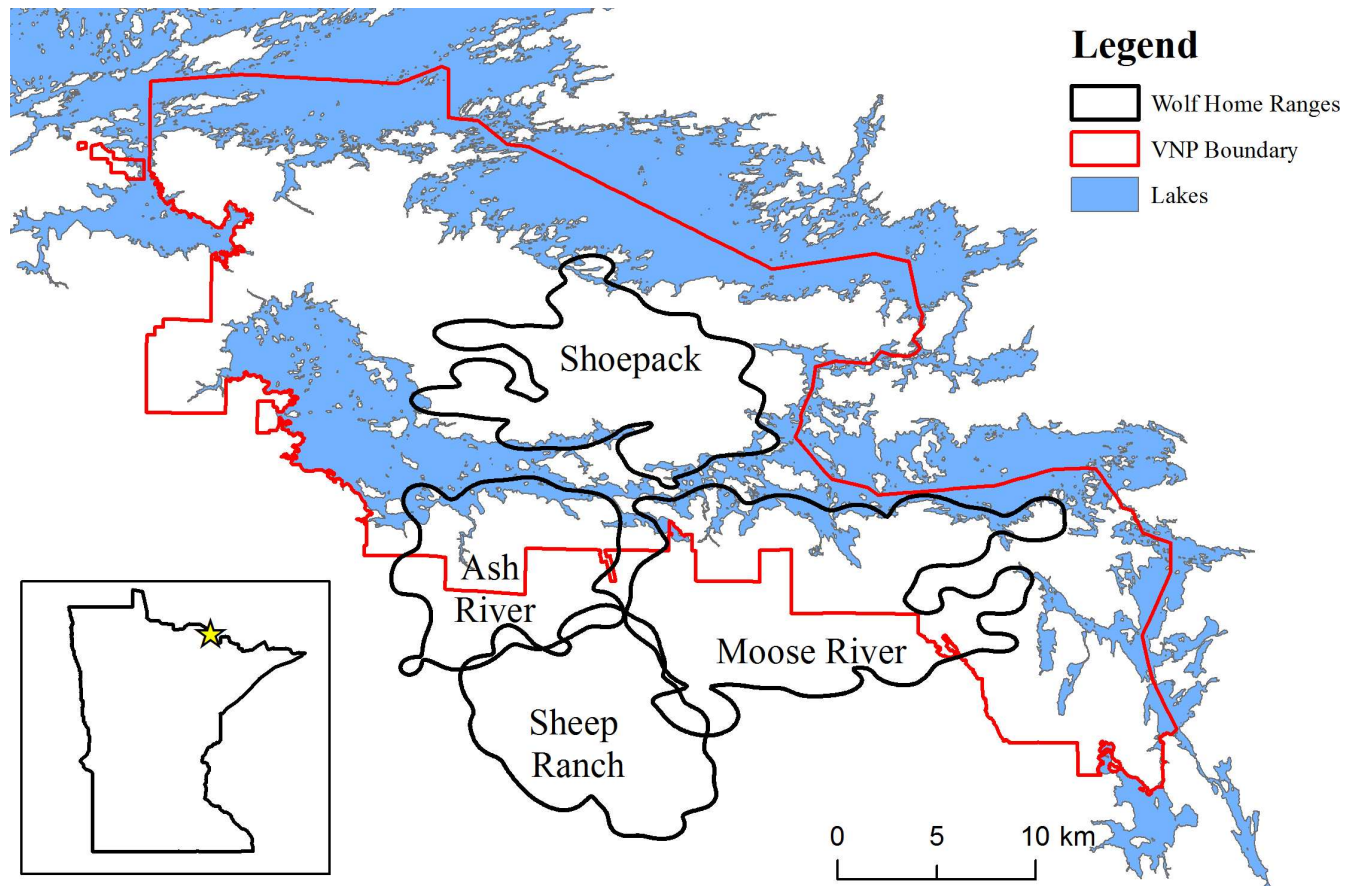 Legend
Wolf Home Ranges
VNP Boundary
Lakes
Shoepack
Ash
River
Moose River
Sheep
Ranch
0 5 10 km